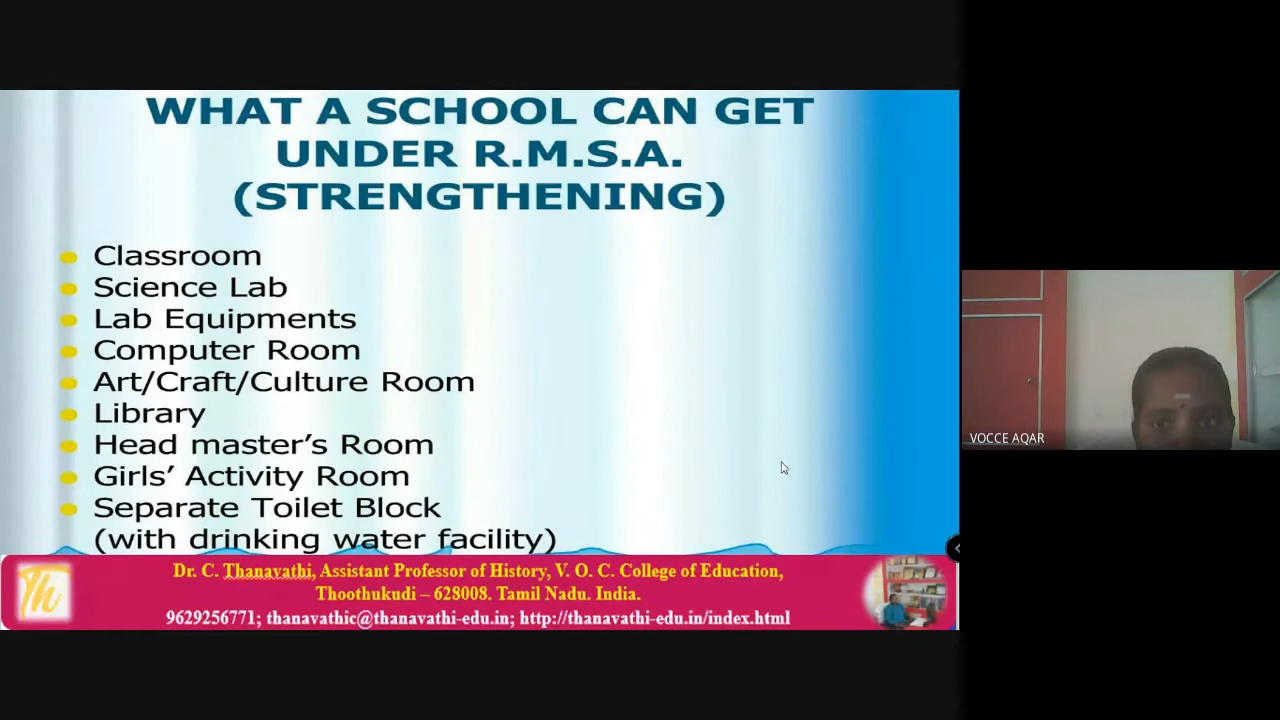 WHAT A SCHOOL CAN GET
UNDER R.M.S.A.
(STRENGTHENING)
Classroom
Science Lab
Lab Equipments
Computer Room
Art/Craft/Culture Room
Library
Head master's Room
Girls' Activity Room
Separate Toilet Block
(with drinking water facility)
VOCCE AQAR
Th
Dr. C. Thanavathi, Assistant Professor of History, V. O. C. College of Education,
Thoothukudi – 628008. Tamil Nadu. India.
9629256771; thanavathic@thanavathi-edu.in; http://thanavathi-edu.in/index.html